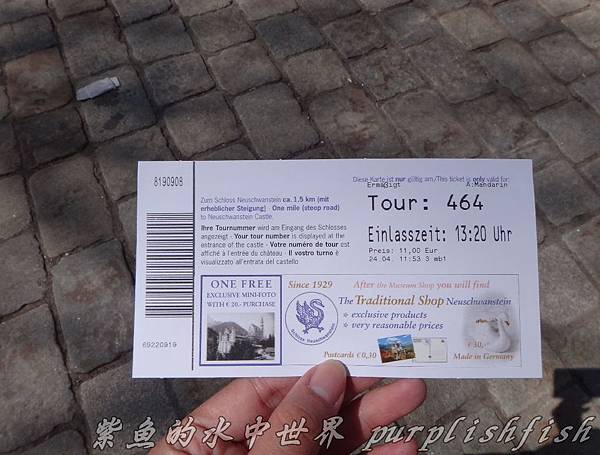 8190908
69220919
Zum Schloss Neuschwanstein ca. 1,5 km (mit
erheblicher Steigung) · One mile (steep road)
to Neuschwanstein Castle.
Ihre Tournummer wird am Eingang des Schlosses
angezeigt · Your tour number is displayed at the
entrance of the castle · Votre numéro de tour est
affiché à l'entrée du château · Il vostro turno è
visualizzato all'entrata del castello
Diese Karte ist nur gültig am/This ticket is only valid for:
Ermäßigt A:Mandarin
Tour: 464
Einlasszeit: 13:20 Uhr
Preis: 11,00 Eur
24.04. 11:53 3 mb1
ONE FREE
EXCLUSIVE MINI-FOTO
WITH € 20.- PURCHASE
Since 1929
Schloss Neuschwanstein
After the Museum Shop you will find
The Traditional Shop Neuschwanstein
* exclusive products
* very reasonable prices
Postcards € 0,30
€ 30,-
Made in Germany
紫魚的水中世界 purplishfish